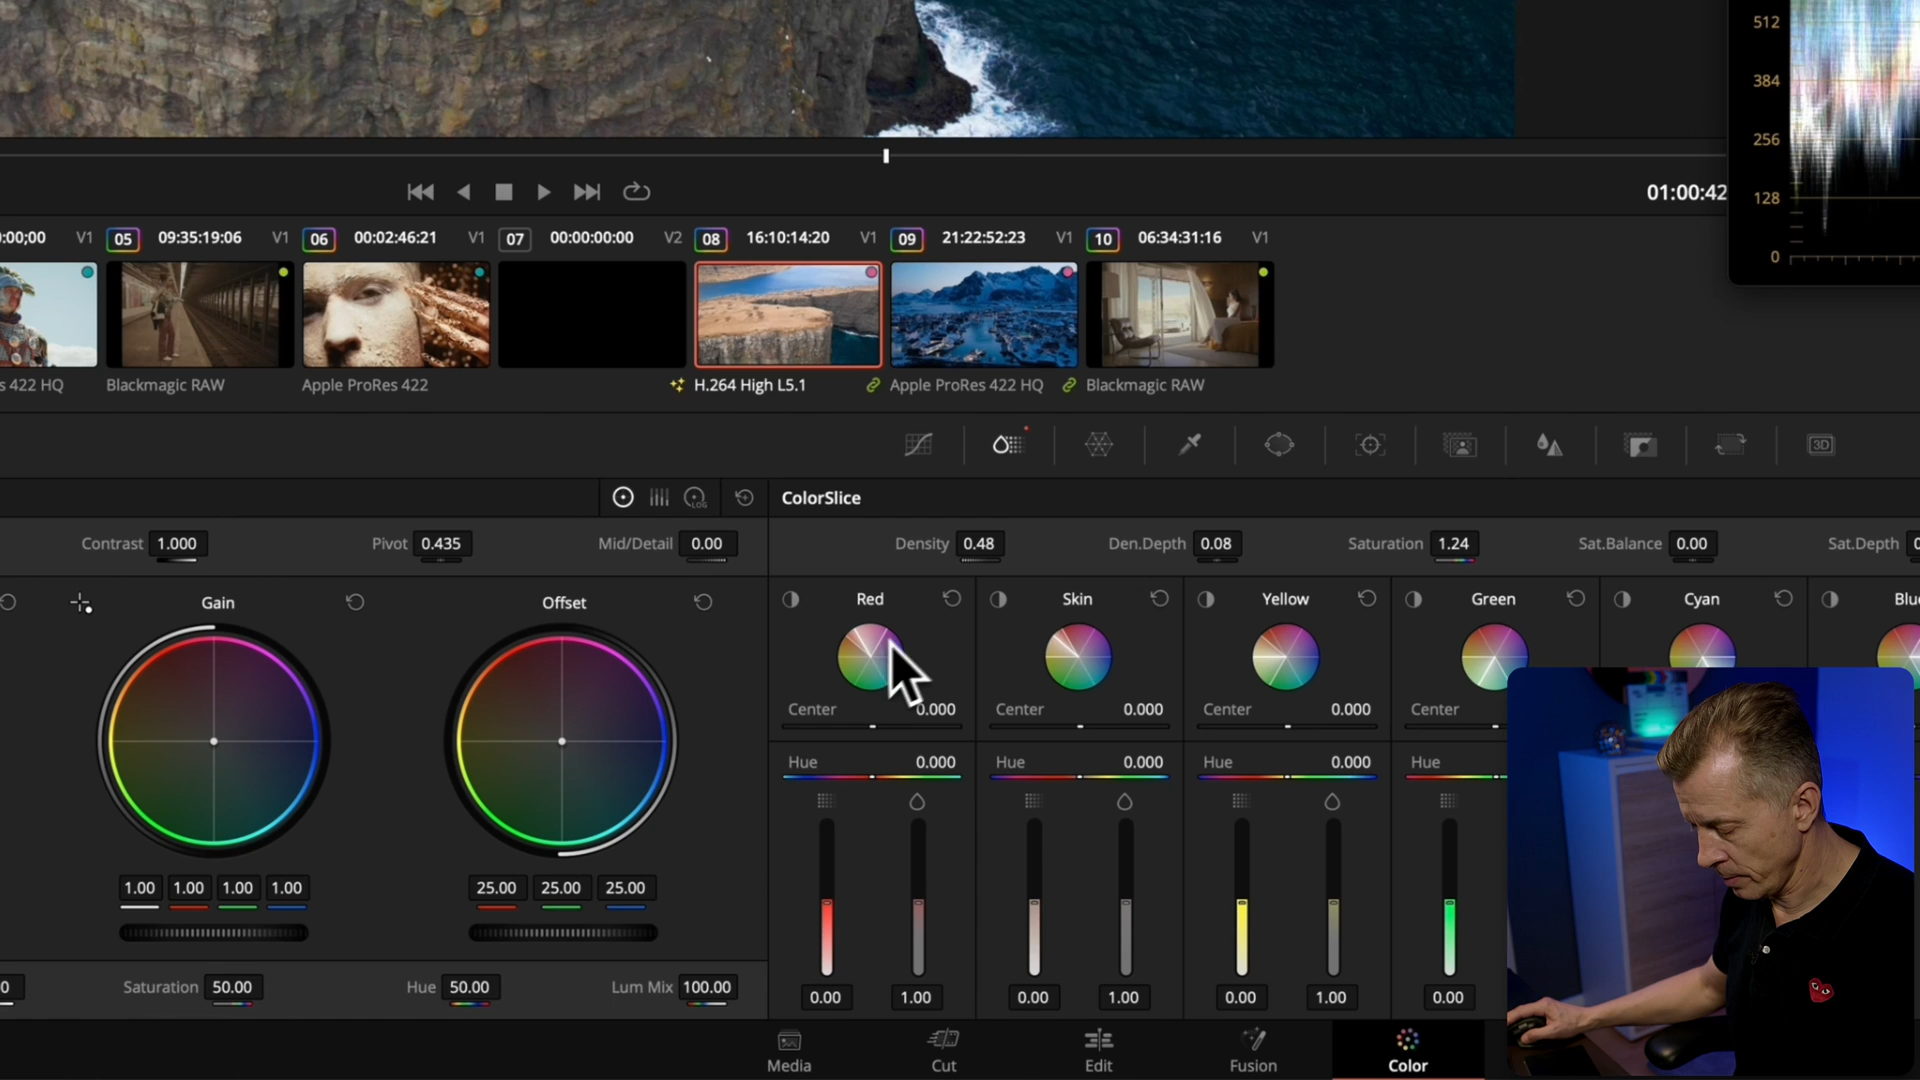 512
384
256
128
0
01:00:42
:00;00 V1 05 09:35:19:06 V1 06 00:02:46:21 V1 07 00:00:00:00 V2 08 16:10:14:20 V1 09 21:22:52:23 V1 10 06:34:31:16 V1
s 422 HQ Blackmagic RAW Apple ProRes 422 H.264 High L5.1 Apple ProRes 422 HQ Blackmagic RAW
LOG
3D
ColorSlice
Contrast 1.000 Pivot 0.435 Mid/Detail 0.00
Density 0.48 Den.Depth 0.08 Saturation 1.24 Sat.Balance 0.00 Sat.Depth
Gain Offset
Red Skin Yellow Green Cyan Blu
Center 0.000 Center 0.000 Center 0.000 Center
Hue 0.000 Hue 0.000 Hue 0.000 Hue
1.00 1.00 1.00 1.00 25.00 25.00 25.00
0.00 1.00 0.00 1.00 0.00 1.00 0.00
0 Saturation 50.00 Hue 50.00 Lum Mix 100.00
Media Cut Edit Fusion Color